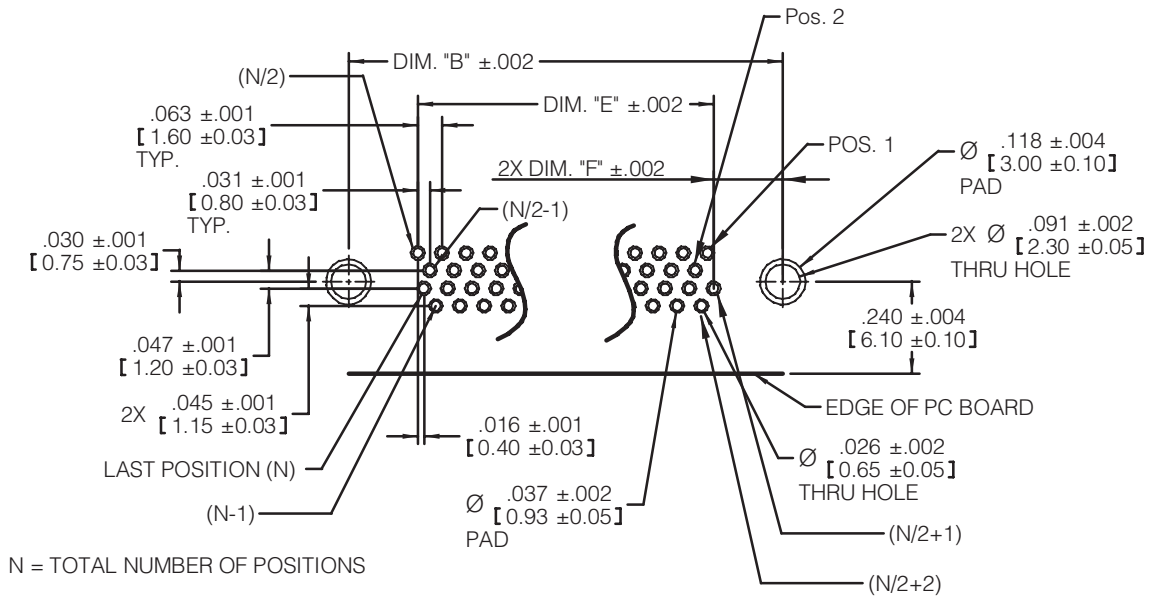 Pos. 2
DIM. "B" ±.002
(N/2)
DIM. "E" ±.002
.063 ±.001
[1.60 ±0.03]
TYP.
POS. 1
Ø .118 ±.004
[3.00 ±0.10]
PAD
2X DIM. "F" ±.002
.031 ±.001
[0.80 ±0.03]
TYP.
(N/2-1)
2X Ø .091 ±.002
[2.30 ±0.05]
THRU HOLE
.030 ±.001
[0.75 ±0.03]
.240 ±.004
[6.10 ±0.10]
.047 ±.001
[1.20 ±0.03]
2X .045 ±.001
[1.15 ±0.03]
EDGE OF PC BOARD
.016 ±.001
[0.40 ±0.03]
LAST POSITION (N)
Ø .026 ±.002
[0.65 ±0.05]
THRU HOLE
(N-1)
Ø .037 ±.002
[0.93 ±0.05]
PAD
(N/2+1)
N = TOTAL NUMBER OF POSITIONS
(N/2+2)